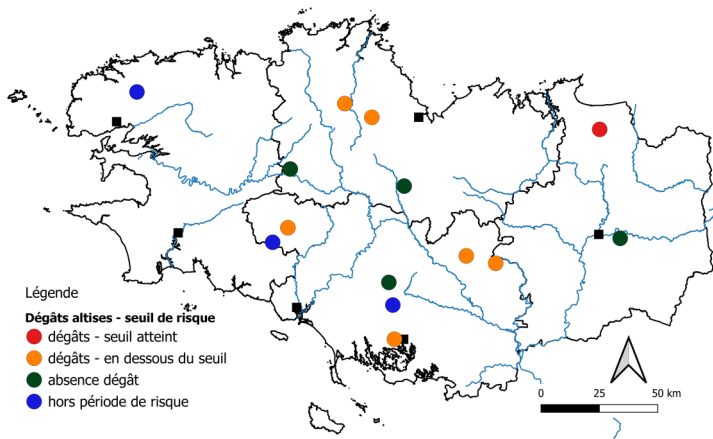 Légende
Dégâts altises - seuil de risque
dégâts - seuil atteint
dégâts - en dessous du seuil
absence dégât
hors période de risque
0 25 50 km